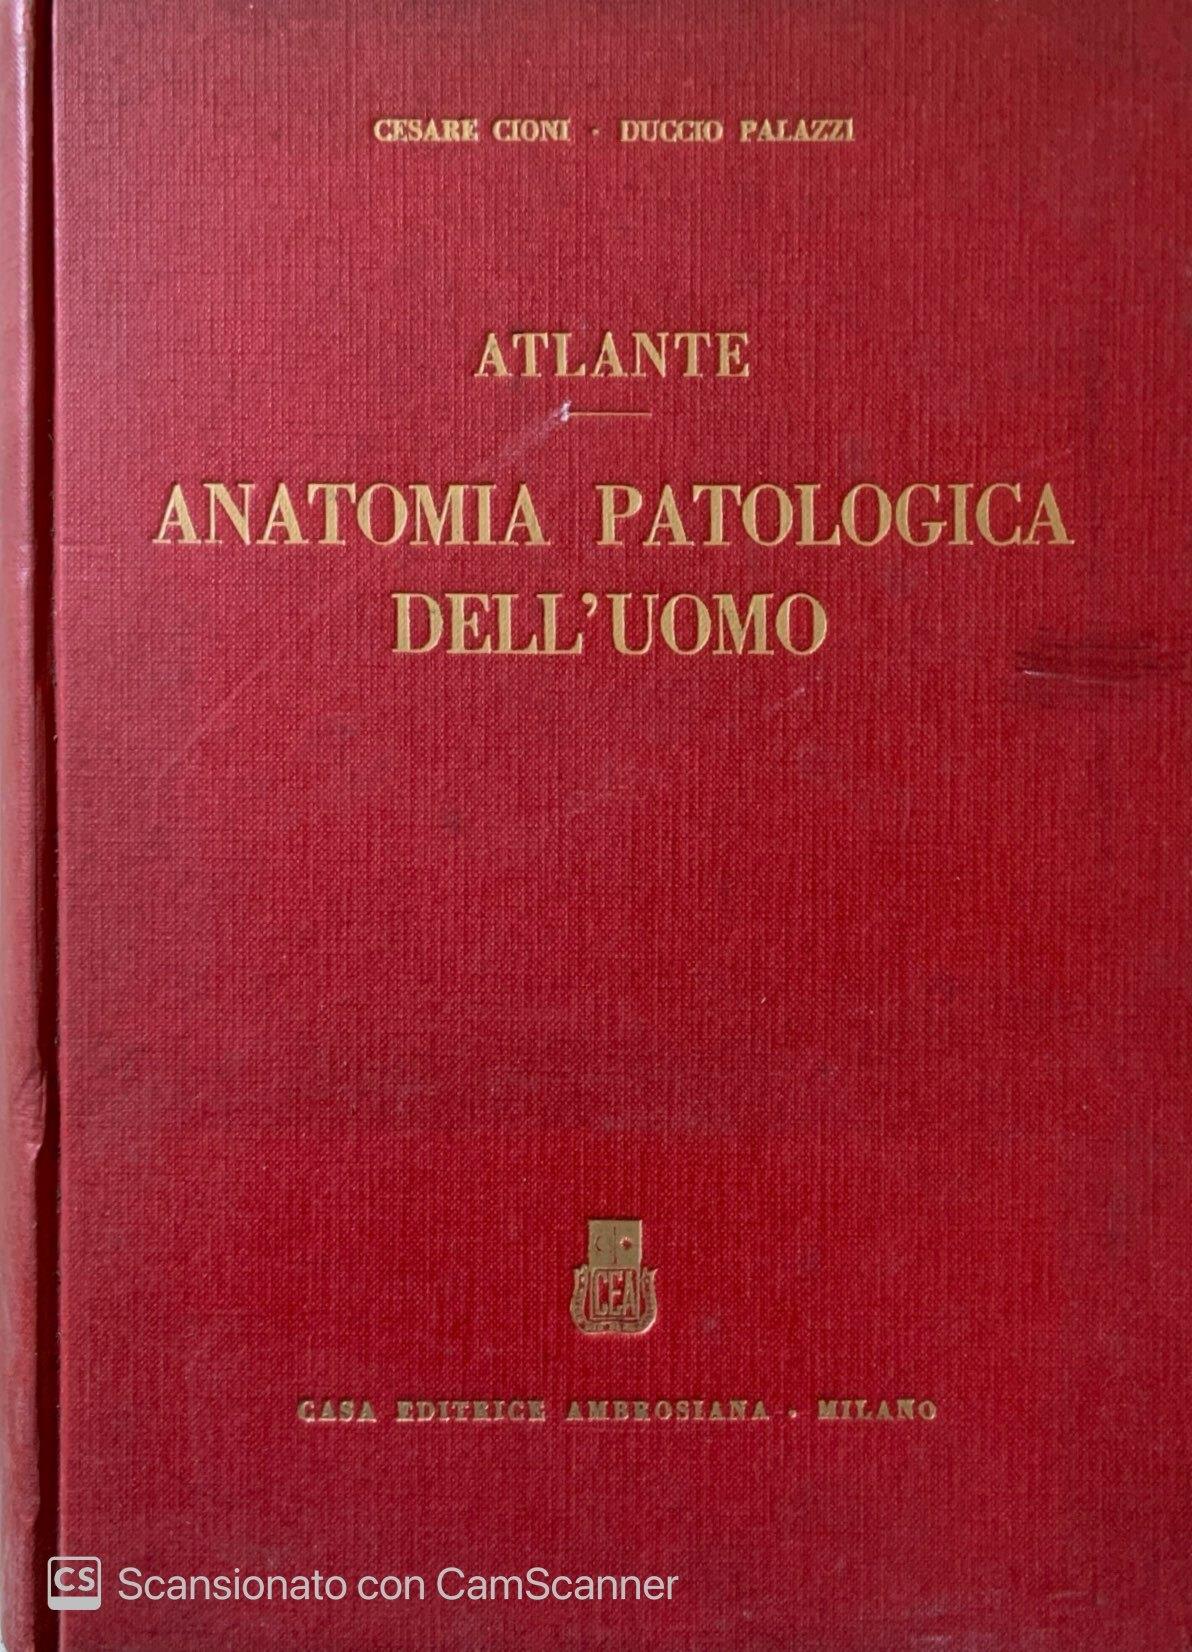 CESARE CIONI · DUCCIO PALAZZI
ATLANTE
ANATOMIA PATOLOGICA
DELL'UOMO
CEA
CASA EDITRICE AMBROSIANA · MILANO
CS Scansionato con CamScanner